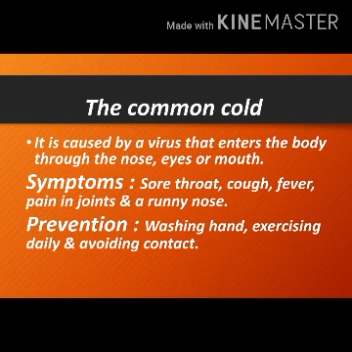 Made with KINEMASTER
The common cold
• It is caused by a virus that enters the body
through the nose, eyes or mouth.
Symptoms : Sore throat, cough, fever,
pain in joints & a runny nose.
Prevention : Washing hand, exercising
daily & avoiding contact.